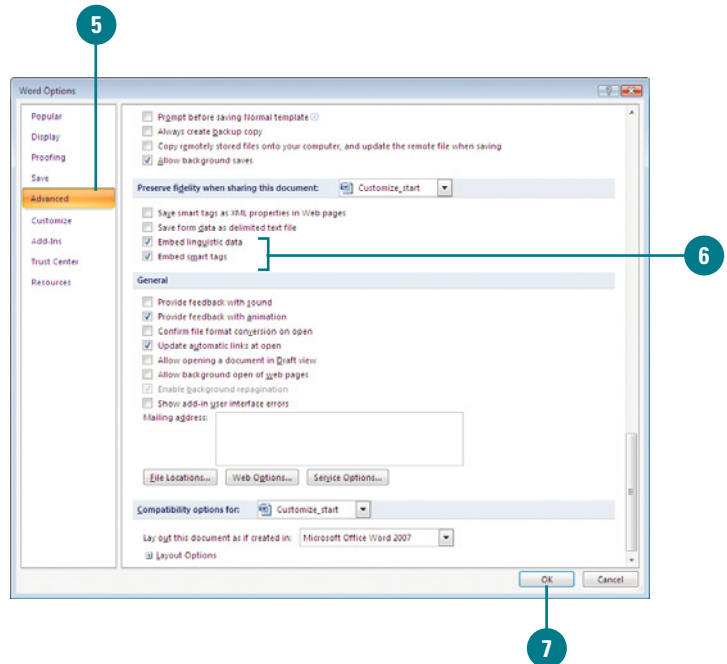 5
Word Options
Popular
Display
Proofing
Save
Advanced
Customize
Add-Ins
Trust Center
Resources
Prompt before saving Normal template
Always create backup copy
Copy remotely stored files onto your computer, and update the remote file when saving
Allow background saves
Preserve fidelity when sharing this document: Customize_start
Save smart tags as XML properties in Web pages
Save form data as delimited text file
Embed linguistic data
Embed smart tags
6
General
Provide feedback with sound
Provide feedback with animation
Confirm file format conversion on open
Update automatic links at open
Allow opening a document in Draft view
Allow background open of web pages
Enable background repagination
Show add-in user interface errors
Mailing address:
File Locations... Web Options... Service Options...
Compatibility options for: Customize_start
Lay out this document as if created in: Microsoft Office Word 2007
Layout Options
OK Cancel
7